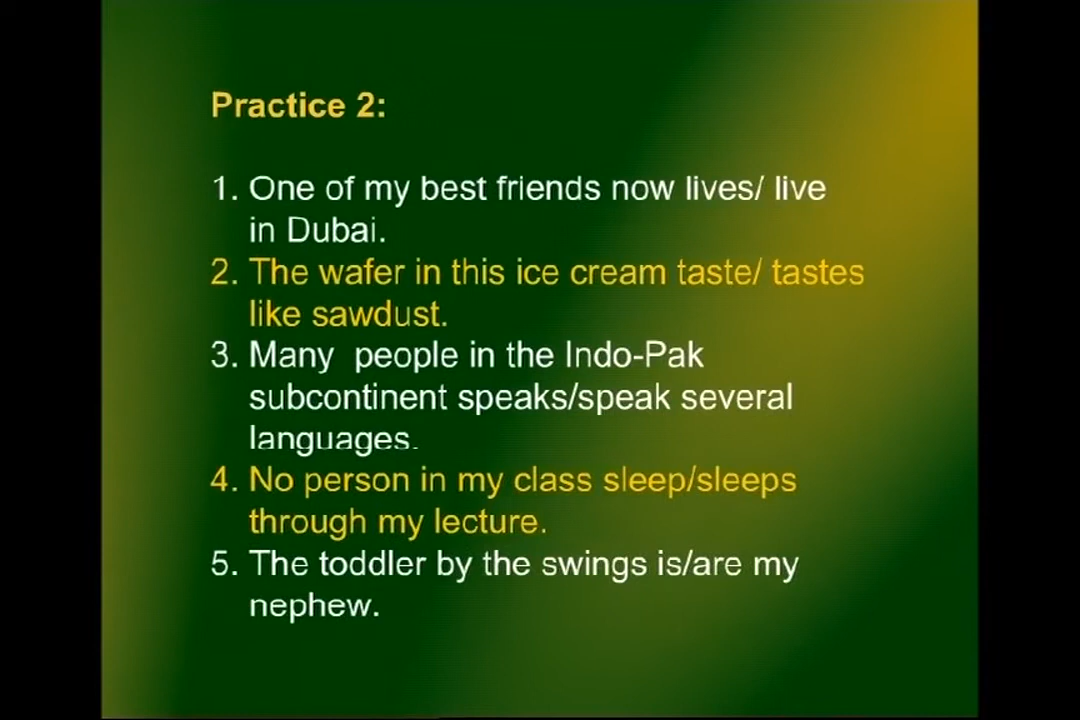 Practice 2:
1. One of my best friends now lives/ live
in Dubai.
2. The wafer in this ice cream taste/ tastes
like sawdust.
3. Many  people in the Indo-Pak
subcontinent speaks/speak several
languages.
4. No person in my class sleep/sleeps
through my lecture.
5. The toddler by the swings is/are my
nephew.